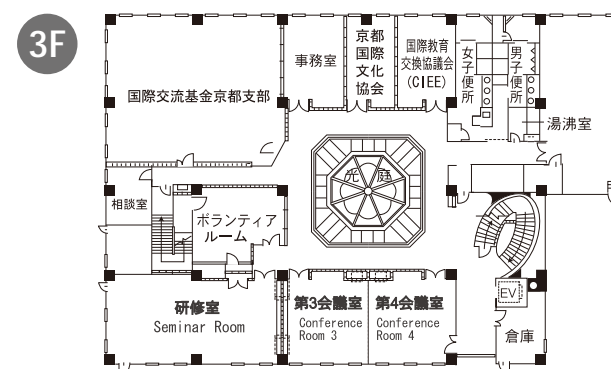 3F
国際交流基金京都支部
事務室
京都
国際
文化
協会
国際教育
交換協議会
(CIEE)
女子便所
男子便所
湯沸室
光庭
相談室
ボランティア
ルーム
研修室
Seminar Room
第3会議室
Conference
Room 3
第4会議室
Conference
Room 4
EV
倉庫